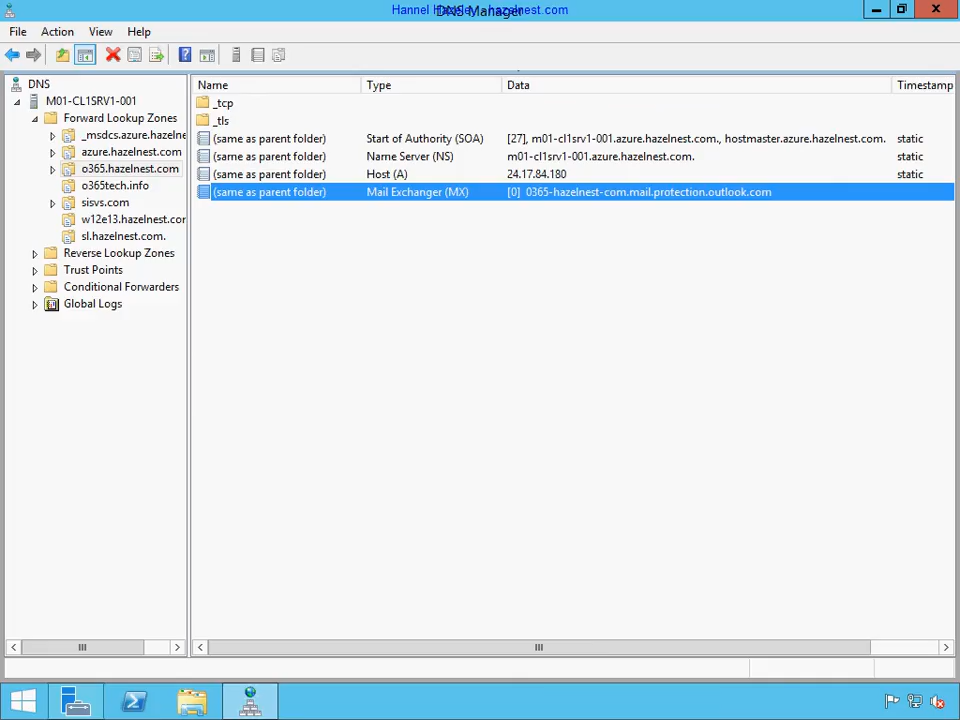 Hannel H hazelnest.com
DNS Manager
File Action View Help
DNS
M01-CL1SRV1-001
Forward Lookup Zones
_msdcs.azure.hazelne
azure.hazelnest.com
o365.hazelnest.com
o365tech.info
sisvs.com
w12e13.hazelnest.cor
sl.hazelnest.com.
Reverse Lookup Zones
Trust Points
Conditional Forwarders
Global Logs
Name Type Data Timestamp
_tcp
_tls
(same as parent folder) Start of Authority (SOA) [27], m01-cl1srv1-001.azure.hazelnest.com., hostmaster.azure.hazelnest.com. static
(same as parent folder) Name Server (NS) m01-cl1srv1-001.azure.hazelnest.com. static
(same as parent folder) Host (A) 24.17.84.180 static
(same as parent folder) Mail Exchanger (MX) [0] 0365-hazelnest-com.mail.protection.outlook.com